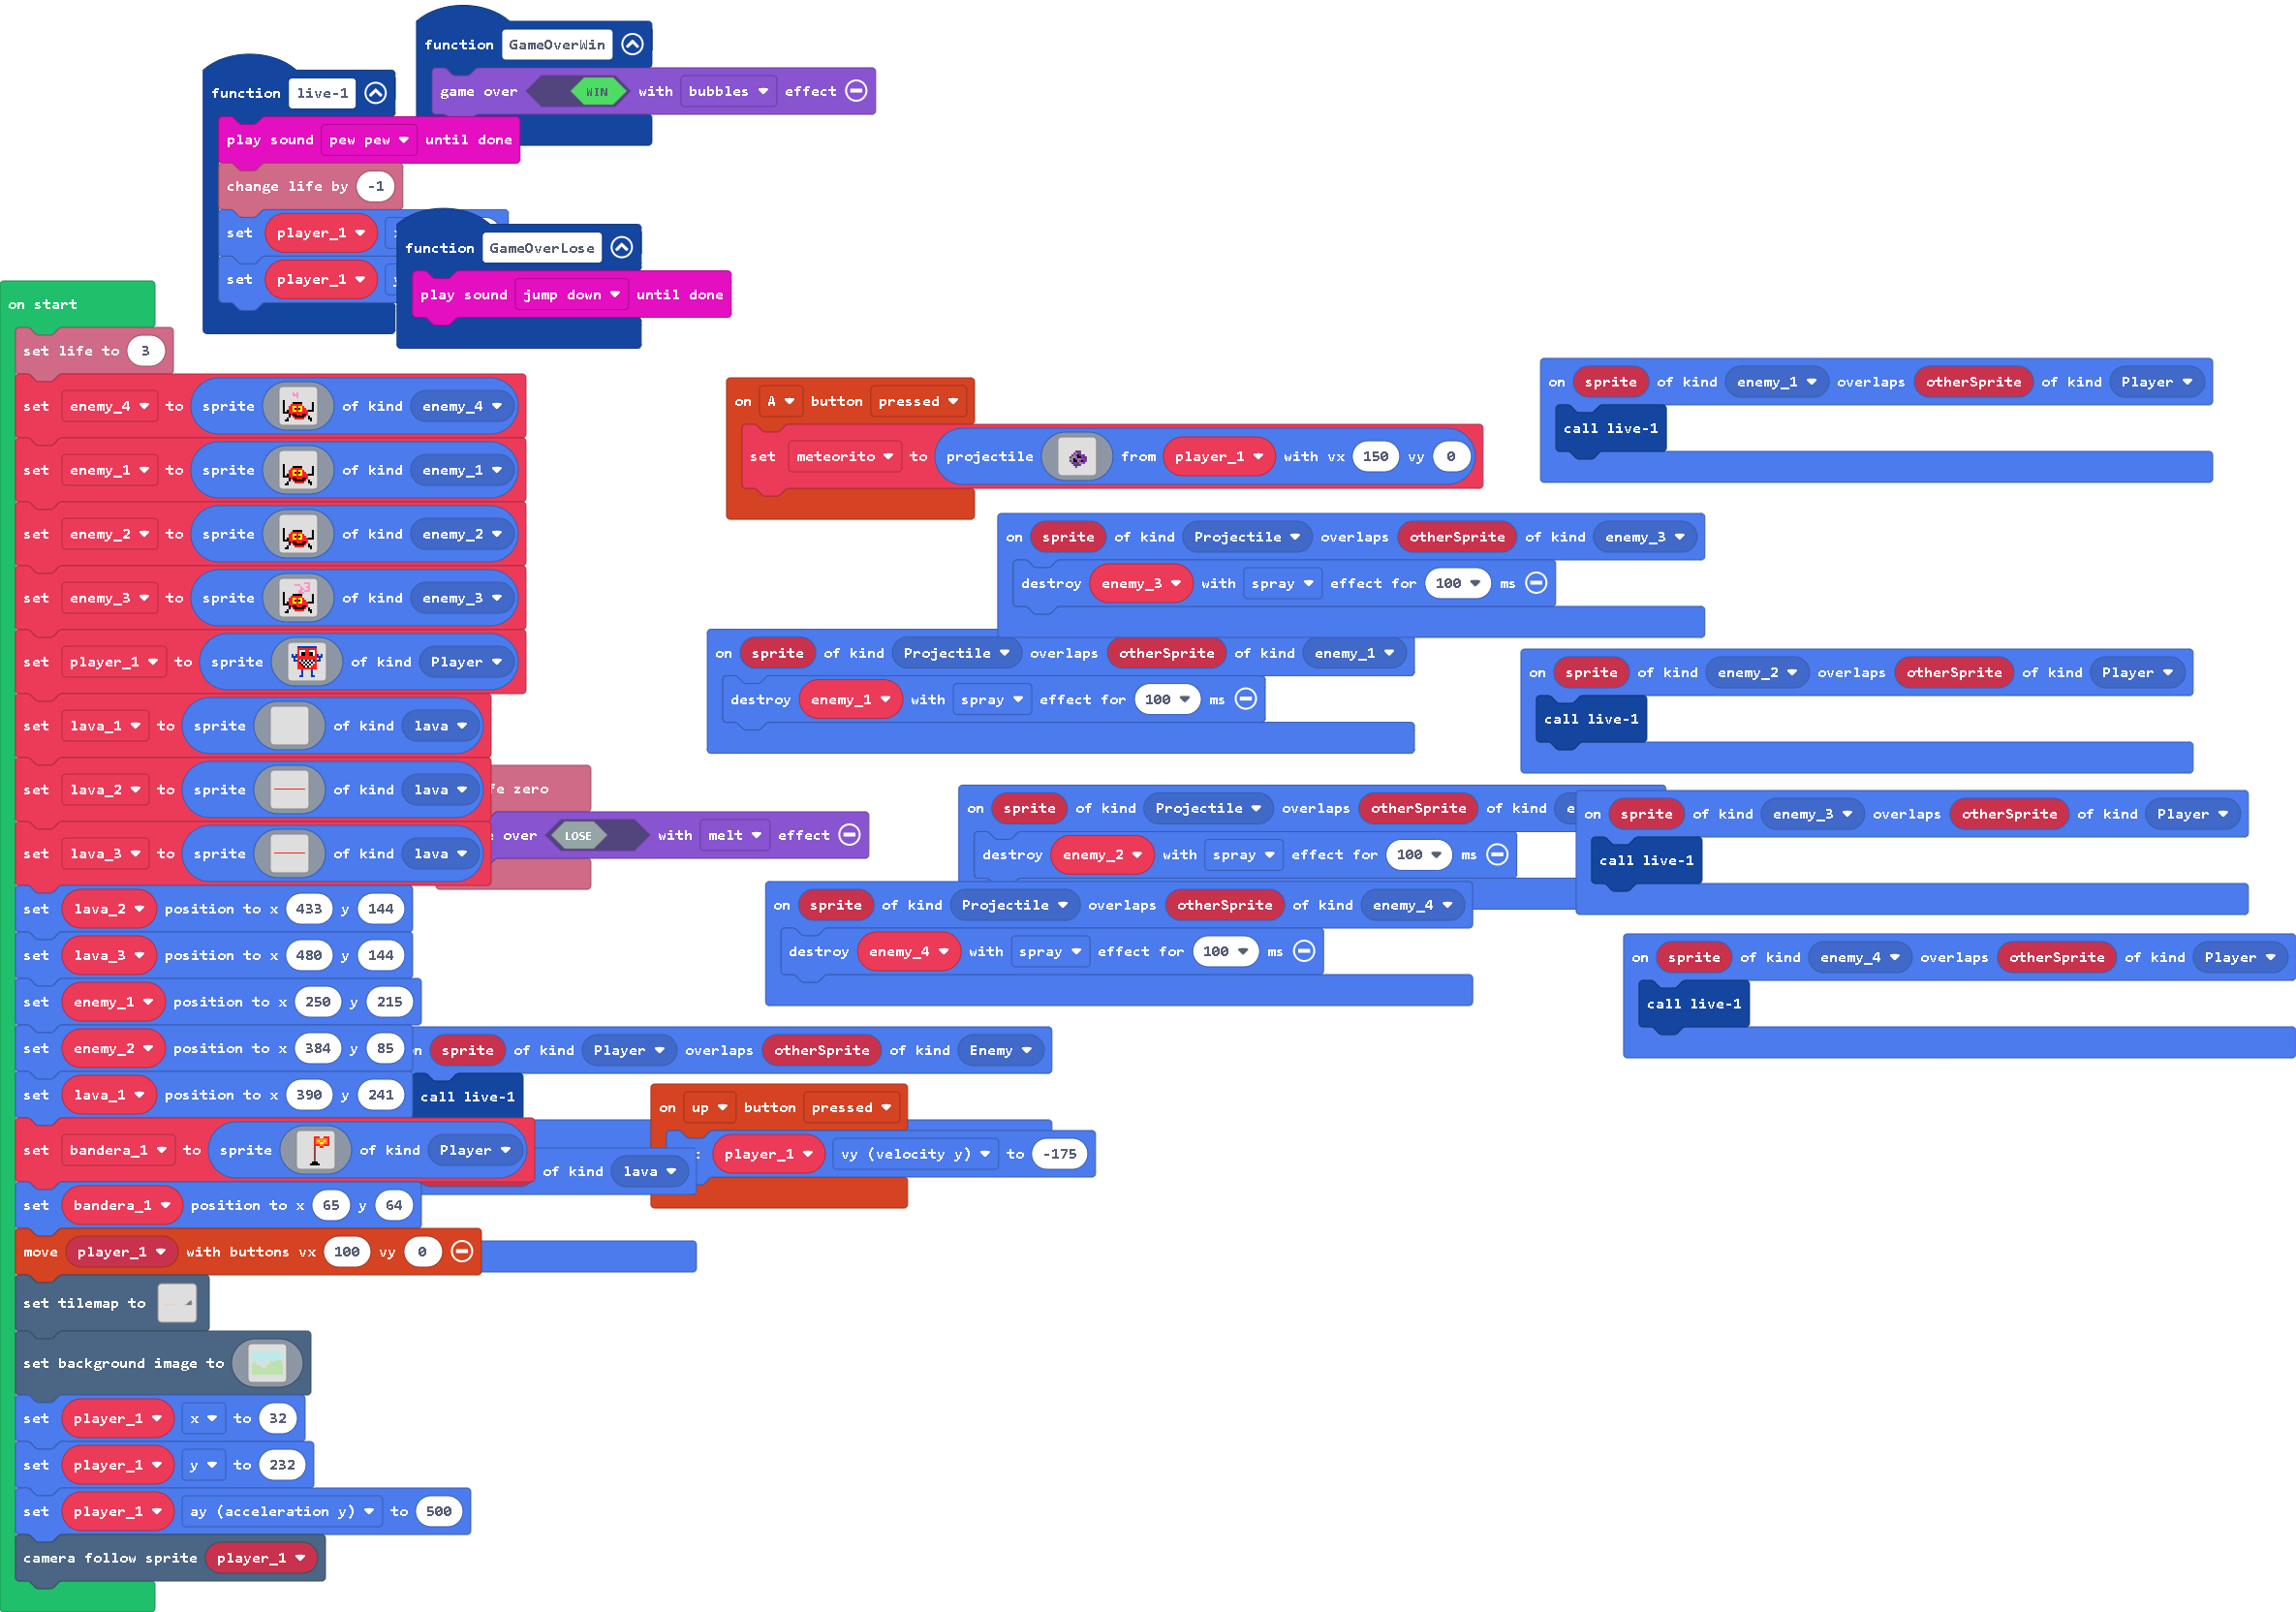 function GameOverWin
game over WIN with bubbles effect
function live-1
play sound pew pew until done
change life by -1
set player_1
set player_1
function GameOverLose
play sound jump down until done
on start
set life to 3
set enemy_4 to sprite of kind enemy_4
set enemy_1 to sprite of kind enemy_1
set enemy_2 to sprite of kind enemy_2
set enemy_3 to sprite of kind enemy_3
set player_1 to sprite of kind Player
set lava_1 to sprite of kind lava
set lava_2 to sprite of kind lava
set lava_3 to sprite of kind lava
set lava_2 position to x 433 y 144
set lava_3 position to x 480 y 144
set enemy_1 position to x 250 y 215
set enemy_2 position to x 384 y 85
set lava_1 position to x 390 y 241
set bandera_1 to sprite of kind Player
set bandera_1 position to x 65 y 64
move player_1 with buttons vx 100 vy 0
set tilemap to
set background image to
set player_1 x to 32
set player_1 y to 232
set player_1 ay (acceleration y) to 500
camera follow sprite player_1
zero
over LOSE with melt effect
on A button pressed
set meteorito to projectile from player_1 with vx 150 vy 0
on sprite of kind Projectile overlaps otherSprite of kind enemy_3
destroy enemy_3 with spray effect for 100 ms
on sprite of kind Projectile overlaps otherSprite of kind enemy_1
destroy enemy_1 with spray effect for 100 ms
on sprite of kind Projectile overlaps otherSprite of kind
destroy enemy_2 with spray effect for 100 ms
on sprite of kind Projectile overlaps otherSprite of kind enemy_4
destroy enemy_4 with spray effect for 100 ms
sprite of kind Player overlaps otherSprite of kind Enemy
call live-1
on up button pressed
player_1 vy (velocity y) to -175
of kind lava
on sprite of kind enemy_1 overlaps otherSprite of kind Player
call live-1
on sprite of kind enemy_2 overlaps otherSprite of kind Player
call live-1
on sprite of kind enemy_3 overlaps otherSprite of kind Player
call live-1
on sprite of kind enemy_4 overlaps otherSprite of kind Player
call live-1